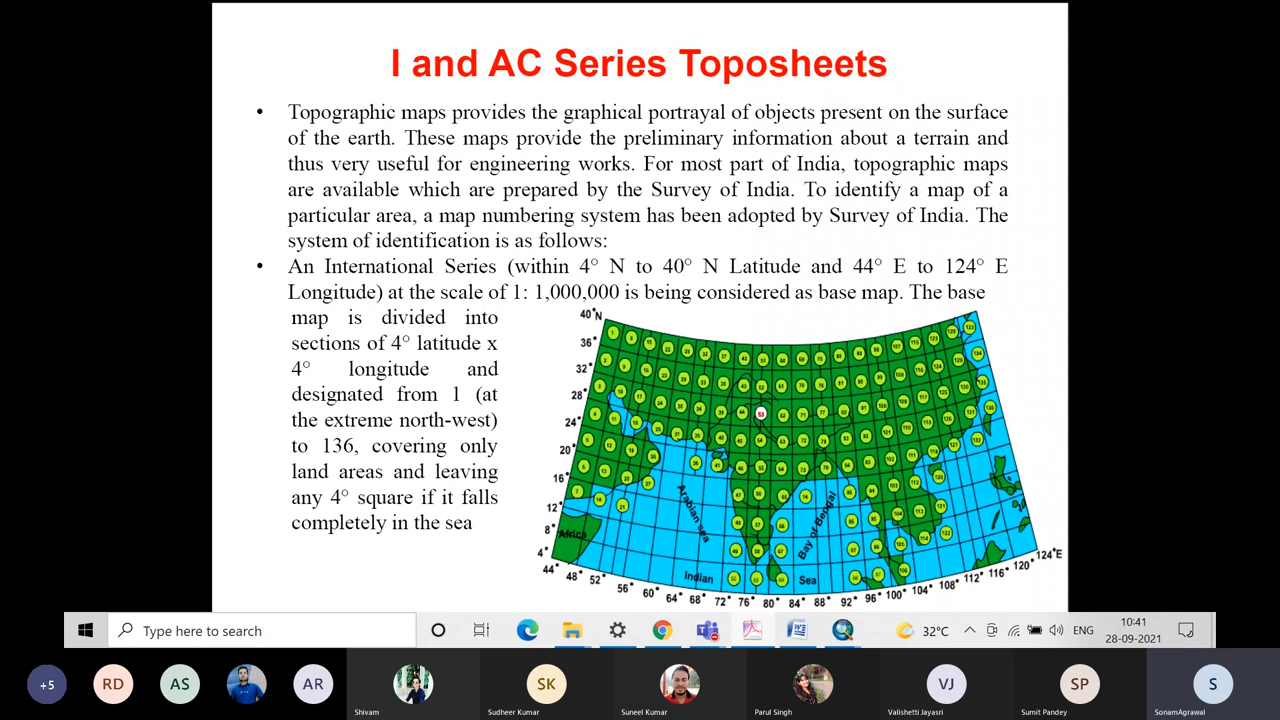 I and AC Series Toposheets
• Topographic maps provides the graphical portrayal of objects present on the surface
of the earth. These maps provide the preliminary information about a terrain and
thus very useful for engineering works. For most part of India, topographic maps
are available which are prepared by the Survey of India. To identify a map of a
particular area, a map numbering system has been adopted by Survey of India. The
system of identification is as follows:
• An International Series (within 4° N to 40° N Latitude and 44° E to 124° E
Longitude) at the scale of 1: 1,000,000 is being considered as base map. The base
map is divided into
sections of 4° latitude x
4° longitude and
designated from 1 (at
the extreme north-west)
to 136, covering only
land areas and leaving
any 4° square if it falls
completely in the sea
40°N
36°
32°
28°
24°
20°
16°
12°
8°
4°
44° 48° 52° 56° 60° 64° 68° 72° 76° 80° 84° 88° 92° 96° 100° 104° 108° 112° 116° 120° 124°E
53
Arabian sea
Bay of Bengal
Africa
Indian Sea
Type here to search
32°C
ENG
10:41
28-09-2021
+5
RD
AS
AR
Shivam
SK
Sudheer Kumar
Suneel Kumar
Parul Singh
VJ
Valishetti Jayasri
SP
Sumit Pandey
S
SonamAgrawal